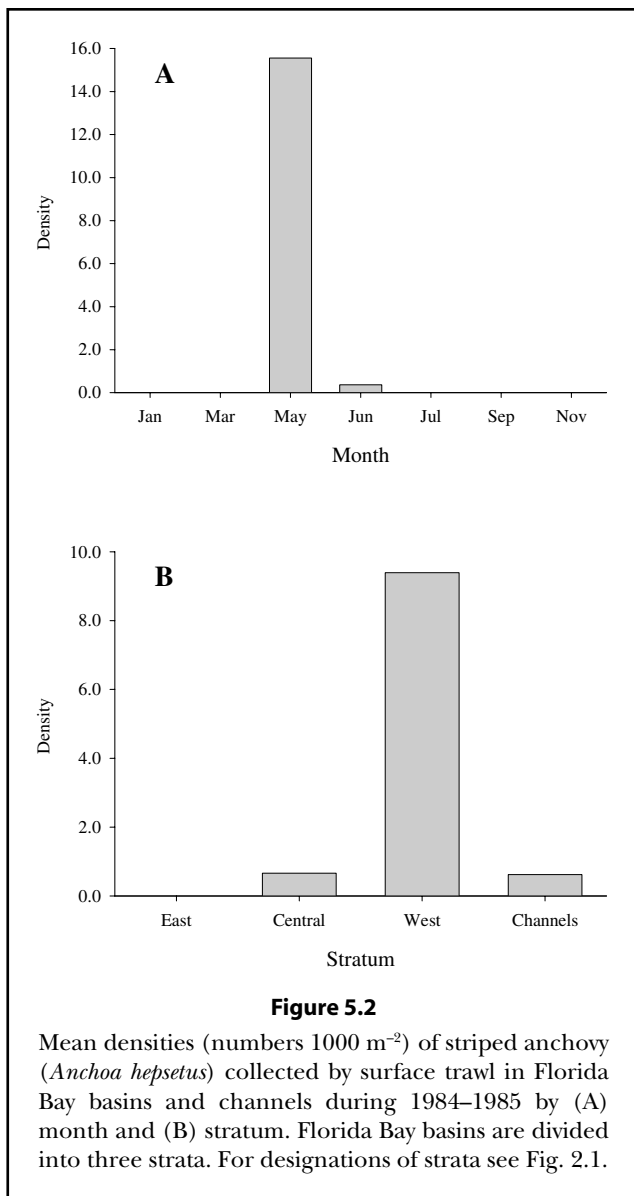 A
16.0
14.0
12.0
10.0
8.0
6.0
4.0
2.0
0.0
Density
Jan Mar May Jun Jul Sep Nov
Month
B
10.0
8.0
6.0
4.0
2.0
0.0
Density
East Central West Channels
Stratum
Figure 5.2
Mean densities (numbers 1000 m⁻²) of striped anchovy
(Anchoa hepsetus) collected by surface trawl in Florida
Bay basins and channels during 1984–1985 by (A)
month and (B) stratum. Florida Bay basins are divided
into three strata. For designations of strata see Fig. 2.1.